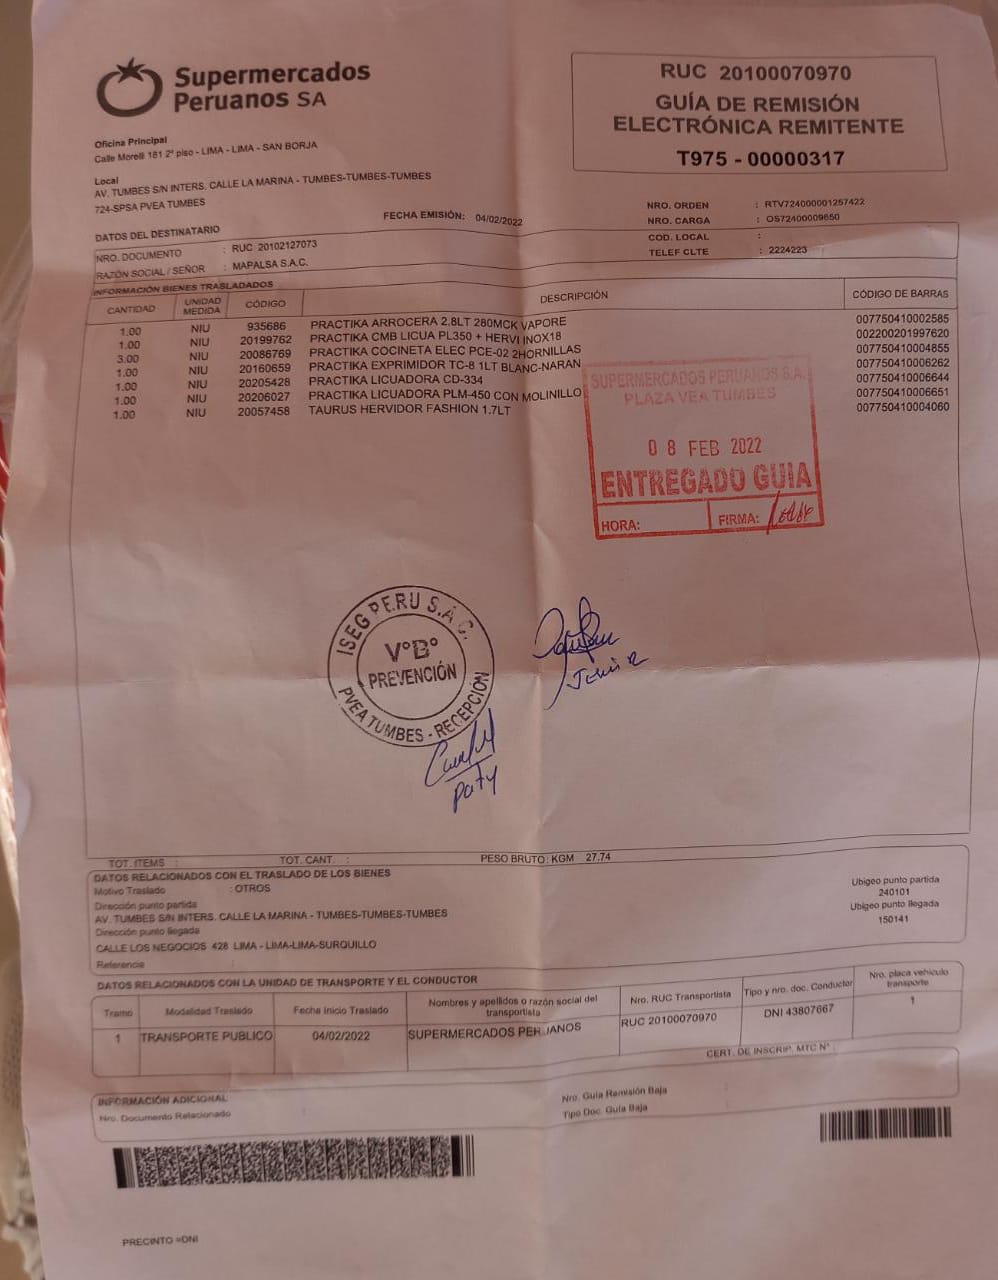 Supermercados
Peruanos SA
RUC 20100070970
GUÍA DE REMISIÓN
ELECTRÓNICA REMITENTE
T975 - 00000317
Oficina Principal
Calle Morelli 181 2º piso - LIMA - LIMA - SAN BORJA
Local
AV. TUMBES S/N INTERS. CALLE LA MARINA - TUMBES-TUMBES-TUMBES
724-SPSA PVEA TUMBES
FECHA EMISIÓN: 04/02/2022
NRO. ORDEN : RTV724000001257422
NRO. CARGA : OS72400009650
COD. LOCAL :
TELEF CLTE : 2224223
DATOS DEL DESTINATARIO
NRO. DOCUMENTO : RUC 20102127073
RAZÓN SOCIAL / SEÑOR : MAPALSA S.A.C.
INFORMACIÓN BIENES TRASLADADOS
CANTIDAD UNIDAD MEDIDA CÓDIGO DESCRIPCIÓN CÓDIGO DE BARRAS
1.00 NIU 935686 PRACTIKA ARROCERA 2.8LT 280MCK VAPORE 007750410002585
1.00 NIU 20199762 PRACTIKA CMB LICUA PL350 + HERVI INOX18 002200201997620
3.00 NIU 20086769 PRACTIKA COCINETA ELEC PCE-02 2HORNILLAS 007750410004855
1.00 NIU 20160659 PRACTIKA EXPRIMIDOR TC-8 1LT BLANC-NARAN 007750410006262
1.00 NIU 20205428 PRACTIKA LICUADORA CD-334 007750410006644
1.00 NIU 20206027 PRACTIKA LICUADORA PLM-450 CON MOLINILLO 007750410006651
1.00 NIU 20057458 TAURUS HERVIDOR FASHION 1.7LT 007750410004060
SUPERMERCADOS PERUANOS S.A.
PLAZA VEA TUMBES
08 FEB 2022
ENTREGADO GUIA
HORA: FIRMA:
ISEG PERU S.A.C.
VºBº
PREVENCIÓN
PVEA TUMBES - RECEPCIÓN
Paty
TOT. ITEMS : TOT. CANT. : PESO BRUTO: KGM 27.74
DATOS RELACIONADOS CON EL TRASLADO DE LOS BIENES
Motivo Traslado : OTROS
Dirección punto partida
AV. TUMBES S/N INTERS. CALLE LA MARINA - TUMBES-TUMBES-TUMBES
Dirección punto llegada
CALLE LOS NEGOCIOS 428 LIMA - LIMA-LIMA-SURQUILLO
Referencia :
Ubigeo punto partida
240101
Ubigeo punto llegada
150141
DATOS RELACIONADOS CON LA UNIDAD DE TRANSPORTE Y EL CONDUCTOR
Tramo Modalidad Traslado Fecha Inicio Traslado Nombres y apellidos o razón social del transportista Nro. RUC Transportista Tipo y nro. doc. Conductor Nro. placa vehículo transporte
1 TRANSPORTE PUBLICO 04/02/2022 SUPERMERCADOS PERUANOS RUC 20100070970 DNI 43807667 1
CERT. DE INSCRIP. MTC Nº :
INFORMACIÓN ADICIONAL
Nro. Documento Relacionado
Nro. Guía Remisión Baja
Tipo Doc. Guía Baja
PRECINTO =DNI